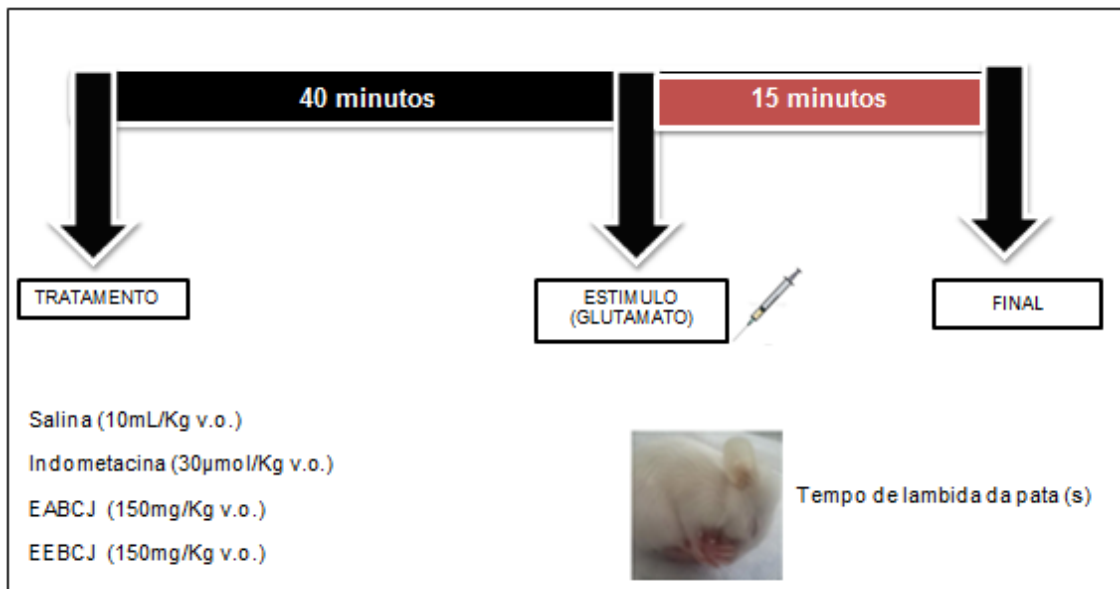 40 minutos
15 minutos
TRATAMENTO
ESTIMULO
(GLUTAMATO)
FINAL
Salina (10mL/Kg v.o.)
Indometacina (30µmol/Kg v.o.)
EABCJ (150mg/Kg v.o.)
EEBCJ (150mg/Kg v.o.)
Tempo de lambida da pata (s)